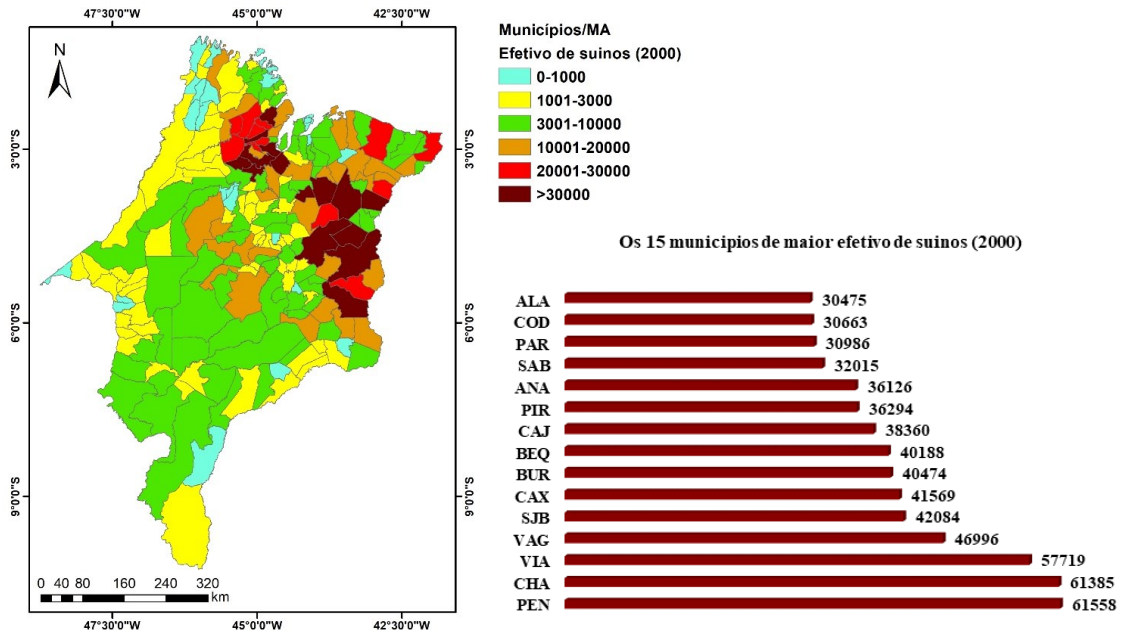 47°30'0"W 45°0'0"W 42°30'0"W
N
3°0'0"S 3°0'0"S
6°0'0"S 6°0'0"S
9°0'0"S 9°0'0"S
0 40 80 160 240 320
km
47°30'0"W 45°0'0"W 42°30'0"W
Municípios/MA
Efetivo de suinos (2000)
0-1000
1001-3000
3001-10000
10001-20000
20001-30000
>30000
Os 15 municipios de maior efetivo de suinos (2000)
ALA 30475
COD 30663
PAR 30986
SAB 32015
ANA 36126
PIR 36294
CAJ 38360
BEQ 40188
BUR 40474
CAX 41569
SJB 42084
VAG 46996
VIA 57719
CHA 61385
PEN 61558